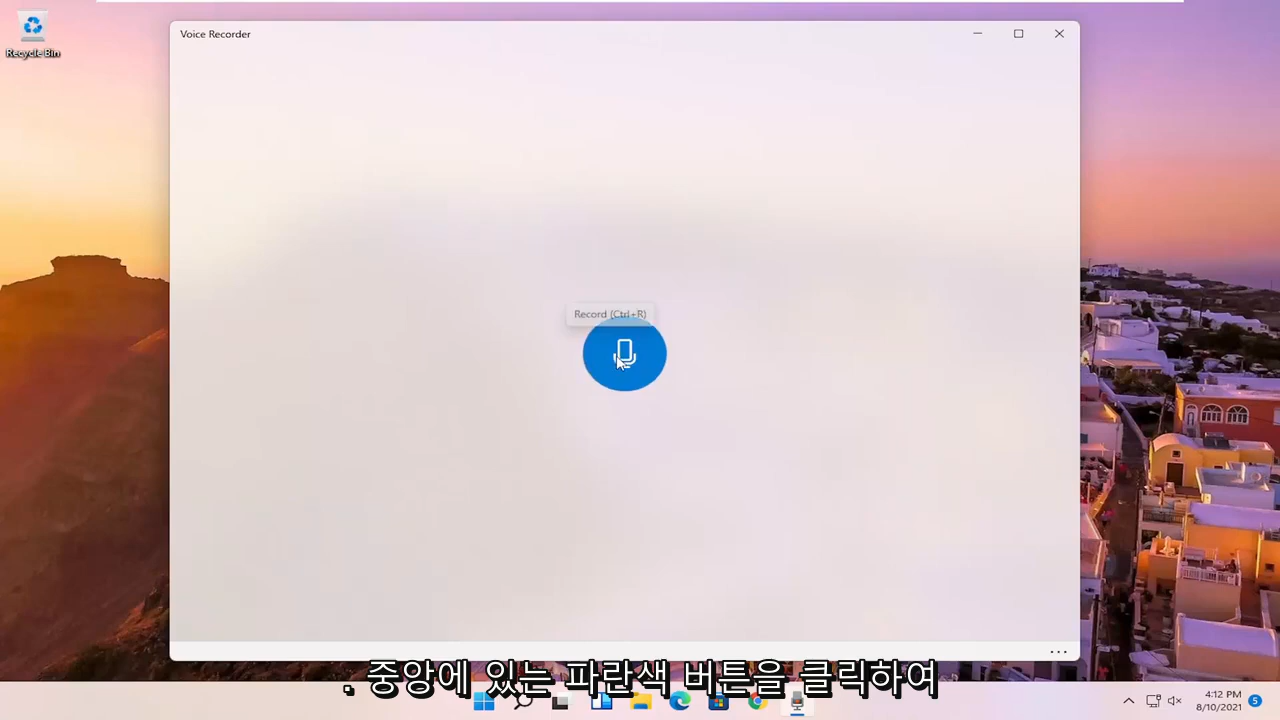 Recycle Bin
Voice Recorder
Record (Ctrl+R)
. 중앙에 있는 파란색 버튼을 클릭하여
4:12 PM
8/10/2021
5